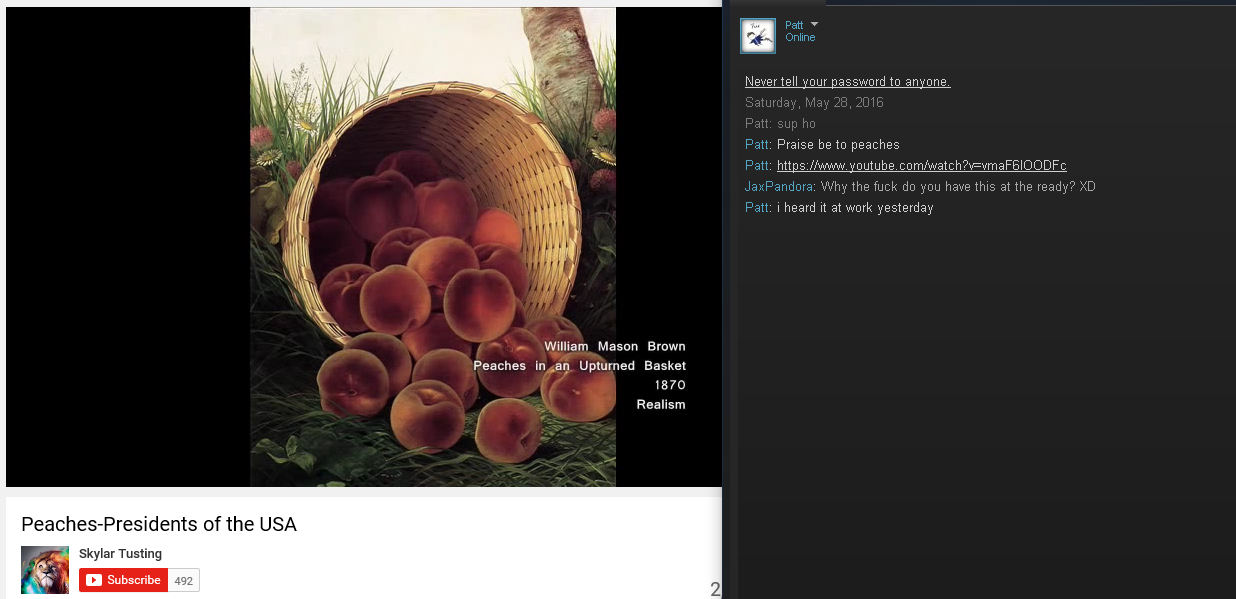 William Mason Brown
Peaches in an Upturned Basket
1870
Realism
Peaches-Presidents of the USA
Skylar Tusting
Subscribe 492
2
Patt
Online
Never tell your password to anyone.
Saturday, May 28, 2016
Patt: sup ho
Patt: Praise be to peaches
Patt: https://www.youtube.com/watch?v=vmaF6lOODFc
JaxPandora: Why the fuck do you have this at the ready? XD
Patt: i heard it at work yesterday